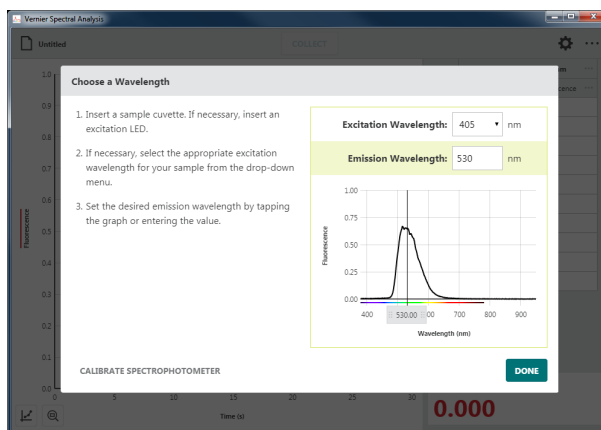 Vernier Spectral Analysis
Untitled
COLLECT
Choose a Wavelength
1. Insert a sample cuvette. If necessary, insert an
excitation LED.
2. If necessary, select the appropriate excitation
wavelength for your sample from the drop-down
menu.
3. Set the desired emission wavelength by tapping
the graph or entering the value.
Excitation Wavelength: 405 nm
Emission Wavelength: 530 nm
1.00
0.75
0.50
0.25
0.00
Fluorescence
400 530.00 700 800 900
Wavelength (nm)
CALIBRATE SPECTROPHOTOMETER
DONE
1.0
0.9
0.8
0.7
0.6
0.5
0.4
0.3
0.2
0.1
0.0
Fluorescence
0 5 10 15 20 25 30
Time (s)
0.000